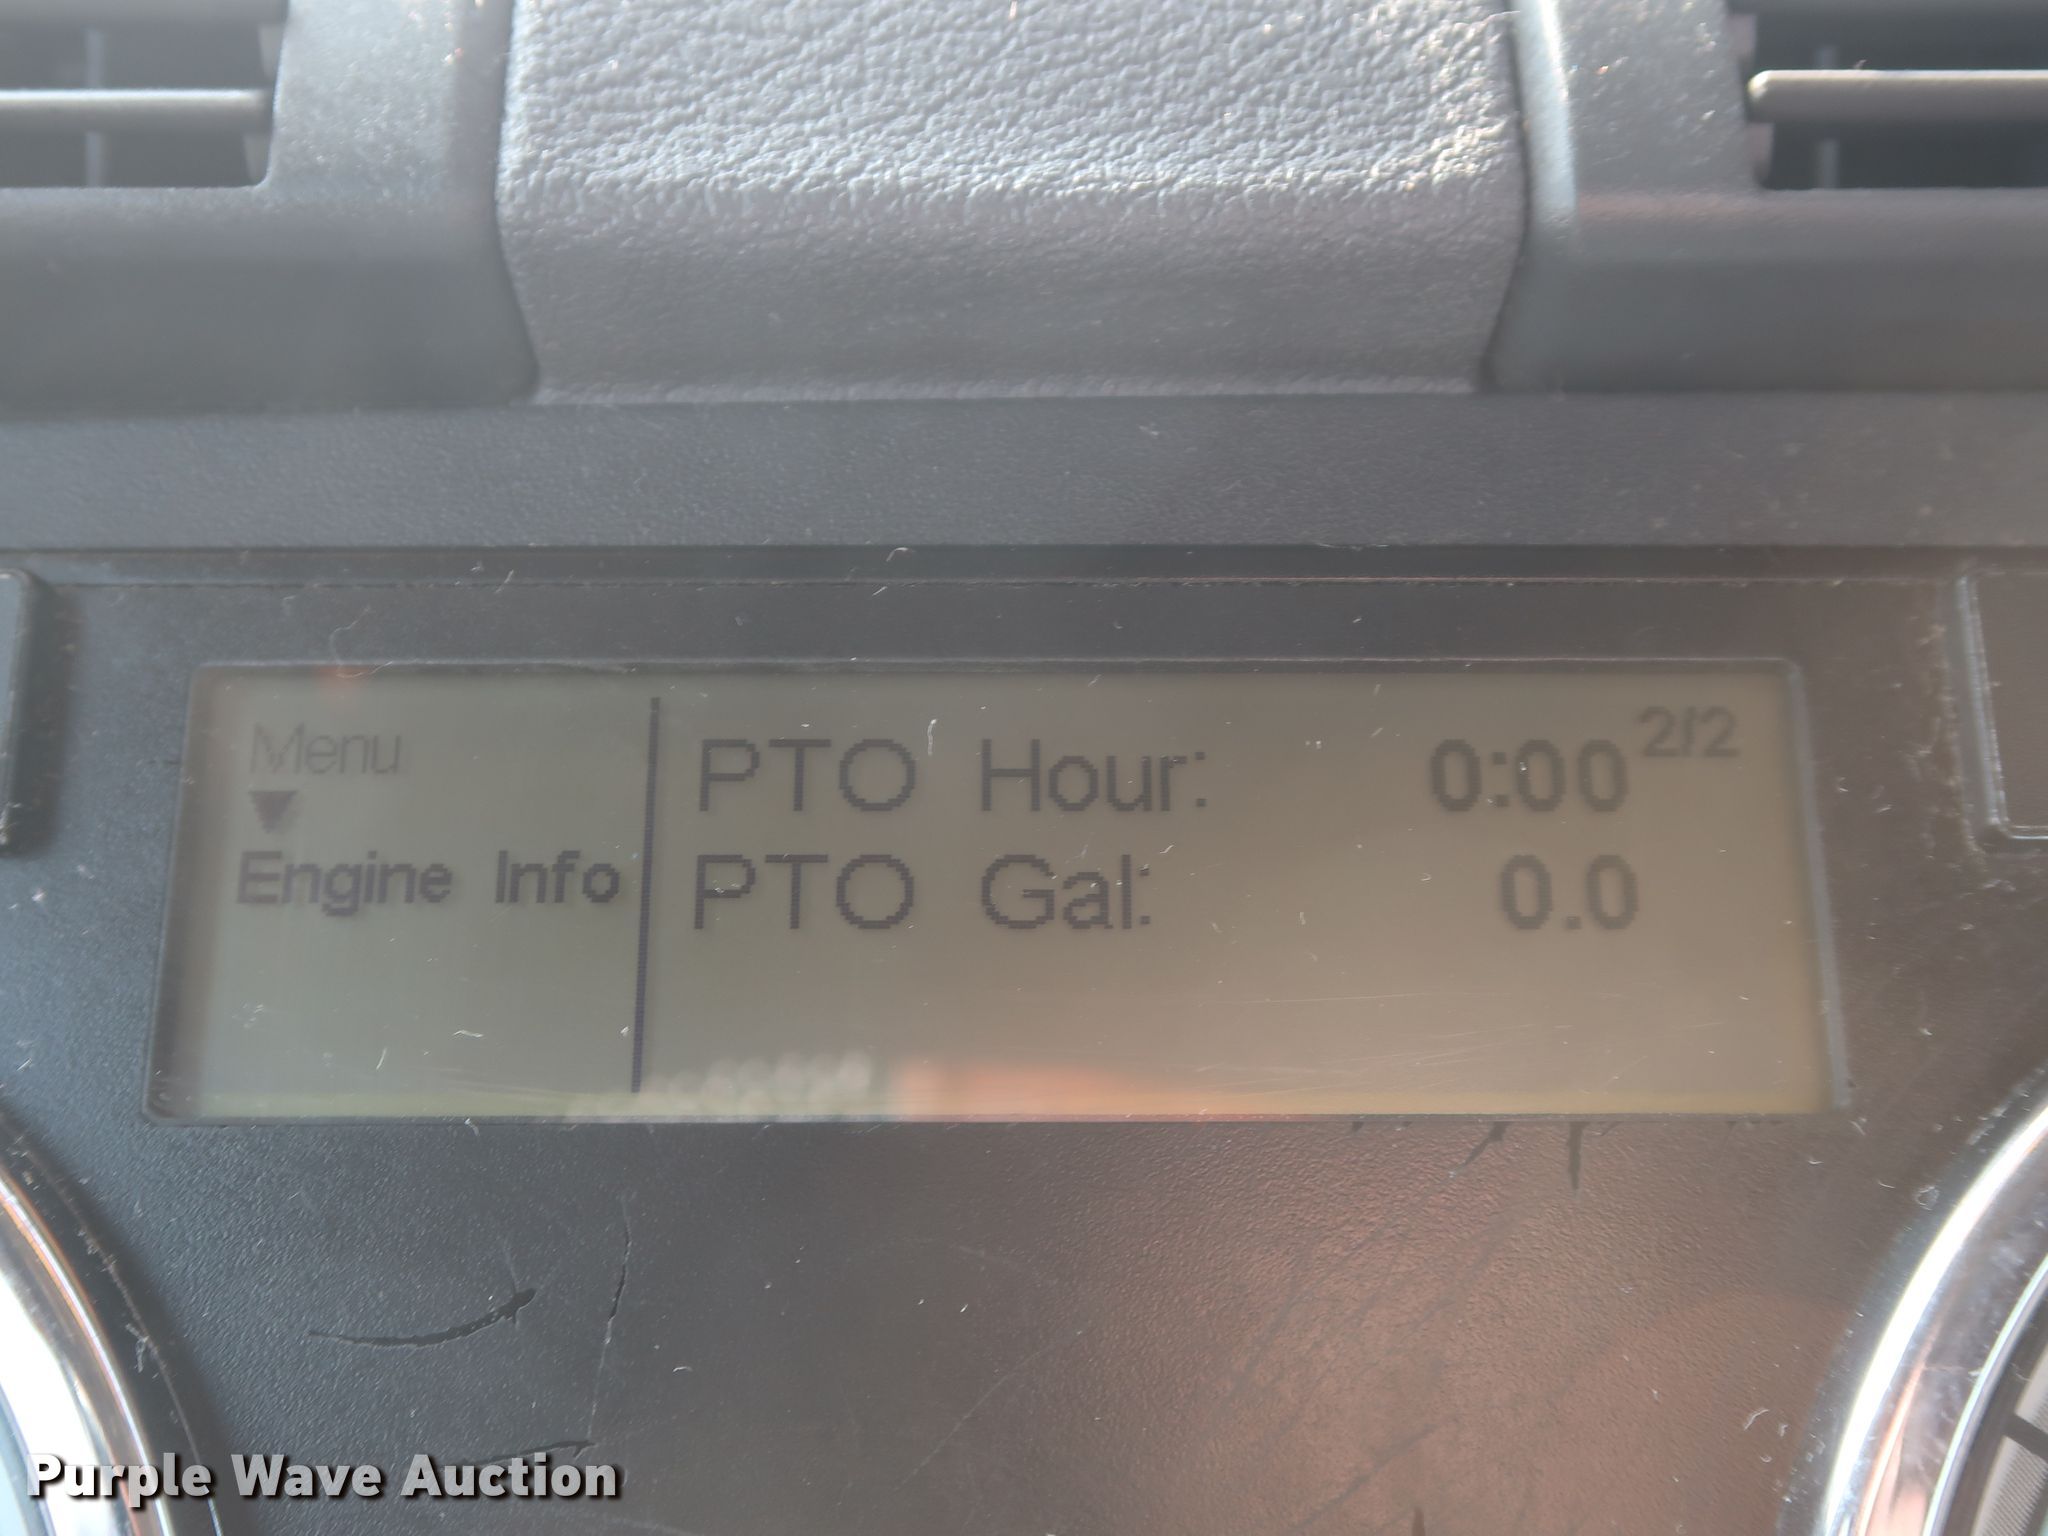 Menu
Engine Info
PTO Hour: 0:00 2/2
PTO Gal: 0.0
Purple Wave Auction